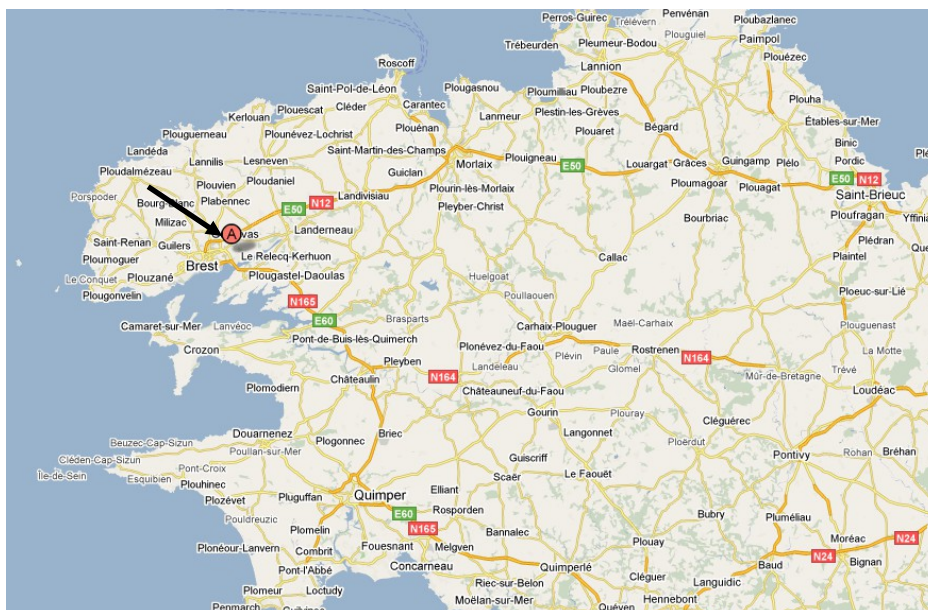 Perros-Guirec
Trélévern
Penvénan
Ploubazlanec
Trébeurden
Pleumeur-Bodou
Plouguiel
Paimpol
Roscoff
Lannion
Plouézec
Saint-Pol-de-Léon
Plougasnou
Ploumilliau
Ploubezre
Plouescat
Cléder
Carantec
Lanmeur
Plestin-les-Grèves
Plouha
Kerlouan
Plouguerneau
Plounévez-Lochrist
Plouénan
Plouaret
Bégard
Étables-sur-Mer
Landéda
Lannilis
Lesneven
Saint-Martin-des-Champs
Morlaix
Plouigneau
E50
Louargat
Grâces
Guingamp
Plélo
Binic
Pordic
Ploudalmézeau
Plouvien
Ploudaniel
Guiclan
Ploumagoar
Plouagat
E50
N12
Porspoder
Bourg-Blanc
Plabennec
Landivisiau
Plourin-lès-Morlaix
Saint-Brieuc
E50
N12
Pleyber-Christ
Ploufragan
Milizac
Bourbriac
Yffinia
A
Saint-Renan
Guilers
Landerneau
Plédran
Ploumoguer
Brest
Le Relecq-Kerhuon
Callac
Plaintel
Le Conquet
Plouzané
Plougastel-Daoulas
Huelgoat
Plougonvelin
Poullaouen
Ploeuc-sur-Lié
N165
Camaret-sur-Mer
Lanvéoc
E60
Brasparts
Carhaix-Plouguer
Maël-Carhaix
Plouguenast
Crozon
Pont-de-Buis-lès-Quimerch
Plonévez-du-Faou
Plévin
Paule
Rostrenen
N164
La Motte
Pleyben
Landeleau
Glomel
Trévé
Plomodiern
Châteaulin
N164
Châteauneuf-du-Faou
Mûr-de-Bretagne
Loudéac
Gourin
Plouray
Cléguérec
Douarnenez
Briec
Langonnet
Beuzec-Cap-Sizun
Plogonnec
Ploerdut
Rohan
Bréhan
Cléden-Cap-Sizun
Poullan-sur-Mer
Guiscriff
Pontivy
Île-de-Sein
Pont-Croix
Scaër
Le Faouët
Esquibien
Plouhinec
Pluguffan
Quimper
Elliant
Plozévet
E60
Rosporden
Bubry
Pluméliau
Pouldreuzic
Plomelin
N165
Bannalec
Moréac
N24
Plonéour-Lanvern
Combrit
Fouesnant
Melgven
Plouay
N24
Bignan
Pont-l'Abbé
Concarneau
Quimperlé
Baud
Loctudy
Riec-sur-Belon
Cléguer
Languidic
Plomeur
Moëlan-sur-Mer
Hennebont
Penmarch
Quéven